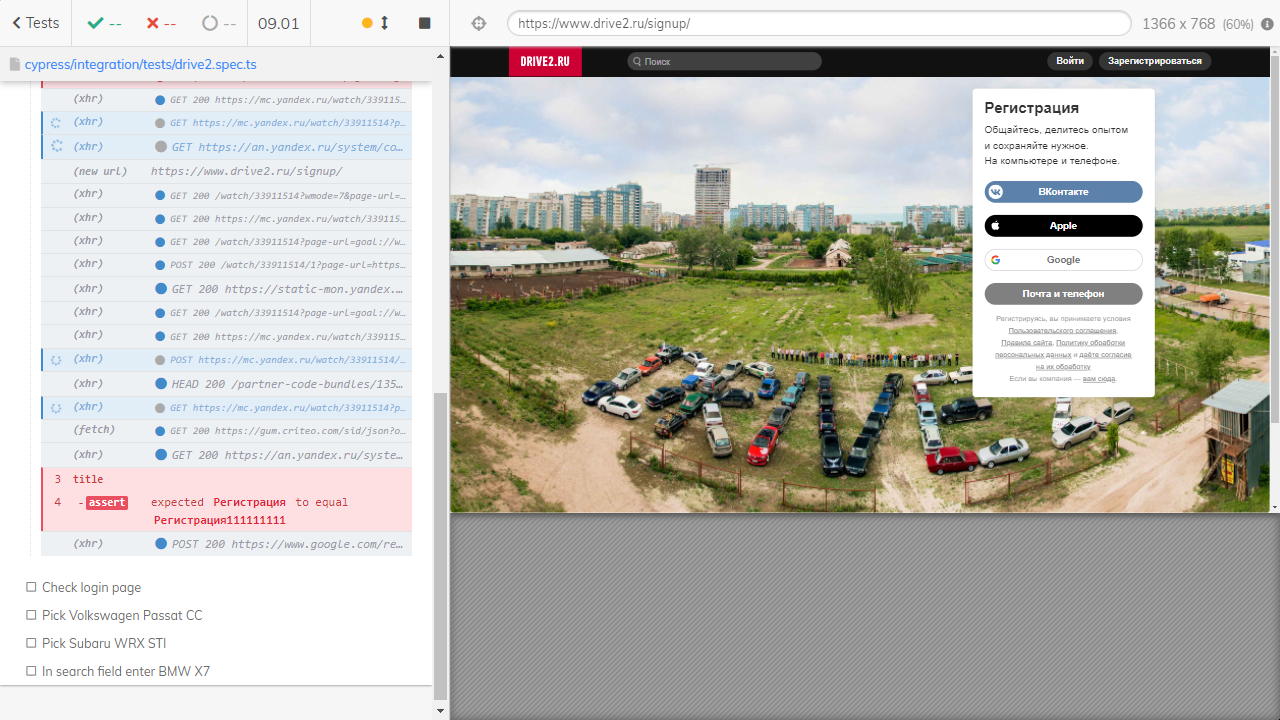 Tests
--
--
--
09.01
https://www.drive2.ru/signup/
1366 x 768 (60%)
cypress/integration/tests/drive2.spec.ts
(xhr) GET 200 https://mc.yandex.ru/watch/339115…
(xhr) GET https://mc.yandex.ru/watch/33911514?p…
(xhr) GET https://an.yandex.ru/system/co…
(new url) https://www.drive2.ru/signup/
(xhr) GET 200 /watch/33911514?wmode=7&page-url=…
(xhr) GET 200 https://mc.yandex.ru/watch/339115…
(xhr) GET 200 /watch/33911514?page-url=goal://w…
(xhr) POST 200 /watch/33911514/1?page-url=https…
(xhr) GET 200 https://static-mon.yandex.…
(xhr) GET 200 /watch/33911514?page-url=goal://w…
(xhr) GET 200 https://mc.yandex.ru/watch/339115…
(xhr) POST https://mc.yandex.ru/watch/33911514/…
(xhr) HEAD 200 /partner-code-bundles/…
(xhr) GET https://mc.yandex.ru/watch/33911514?p…
(fetch) GET 200 https://gum.criteo.com/sid/json?o…
(xhr) GET 200 https://an.yandex.ru/syste…
3 title
4 -assert expected Регистрация to equal
Регистрация111111111
(xhr) POST 200 https://www.google.com/re…
Check login page
Pick Volkswagen Passat CC
Pick Subaru WRX STI
In search field enter BMW X7
DRIVE2.RU
Поиск
Войти
Зарегистрироваться
Регистрация
Общайтесь, делитесь опытом
и сохраняйте нужное.
На компьютере и телефоне.
ВКонтакте
Apple
Google
Почта и телефон
Регистрируясь, вы принимаете условия
Пользовательского соглашения,
Правила сайта, Политику обработки
персональных данных и даёте согласие
на их обработку
Если вы компания — вам сюда.